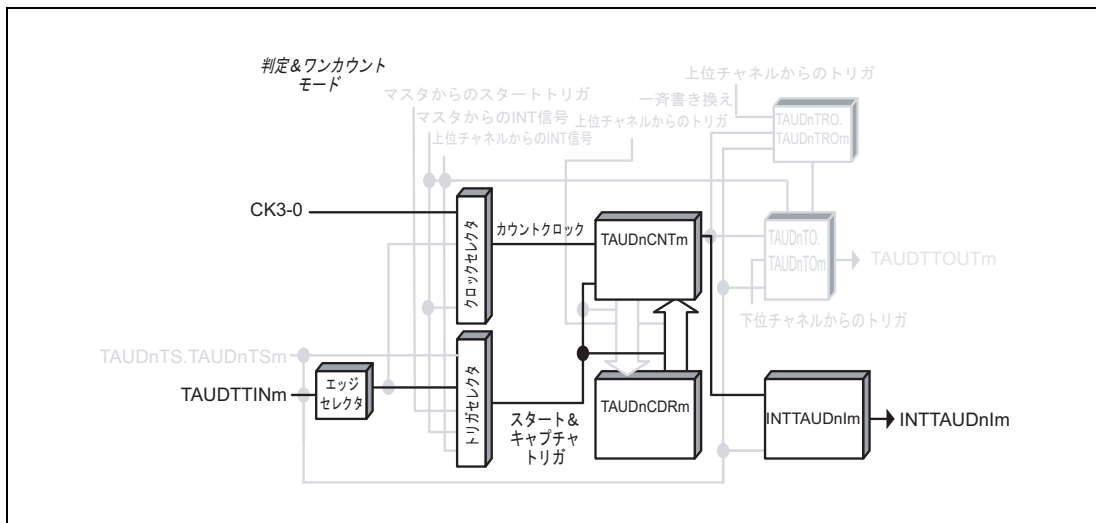 判定&ワンカウント
モード
上位チャネルからのトリガ
マスタからのスタートトリガ
一斉書き換え
マスタからのINT信号
上位チャネルからのトリガ
上位チャネルからのINT信号
TAUDnTRO.
TAUDnTROm
CK3-0
クロックセレクタ
カウントクロック
TAUDnCNTm
TAUDnTO.
TAUDnTOm
TAUDTTOUTm
下位チャネルからのトリガ
TAUDnTS.TAUDnTSm
TAUDTTINm
エッジ
セレクタ
トリガセレクタ
スタート&
キャプチャ
トリガ
TAUDnCDRm
INTTAUDnIm
INTTAUDnIm